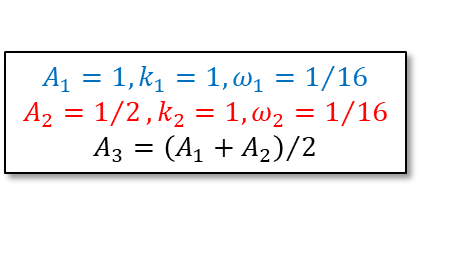 A₁ = 1, k₁ = 1, ω₁ = 1/16
A₂ = 1/2 , k₂ = 1, ω₂ = 1/16
A₃ = (A₁ + A₂)/2